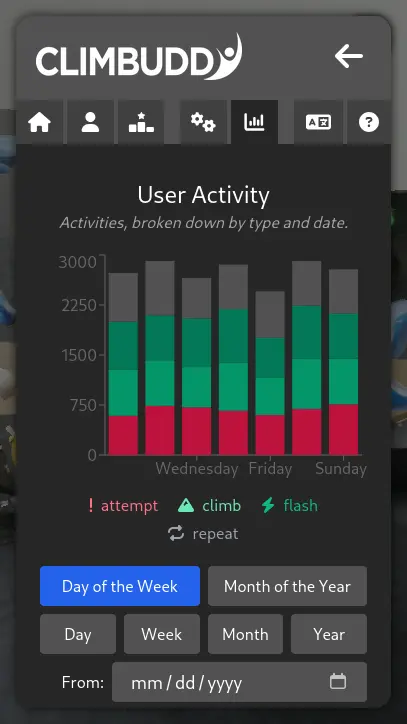 CLIMBUDDY
User Activity
Activities, broken down by type and date.
3000
2250
1500
750
0
Wednesday Friday Sunday
attempt climb flash
repeat
Day of the Week Month of the Year
Day Week Month Year
From: mm/dd/yyyy